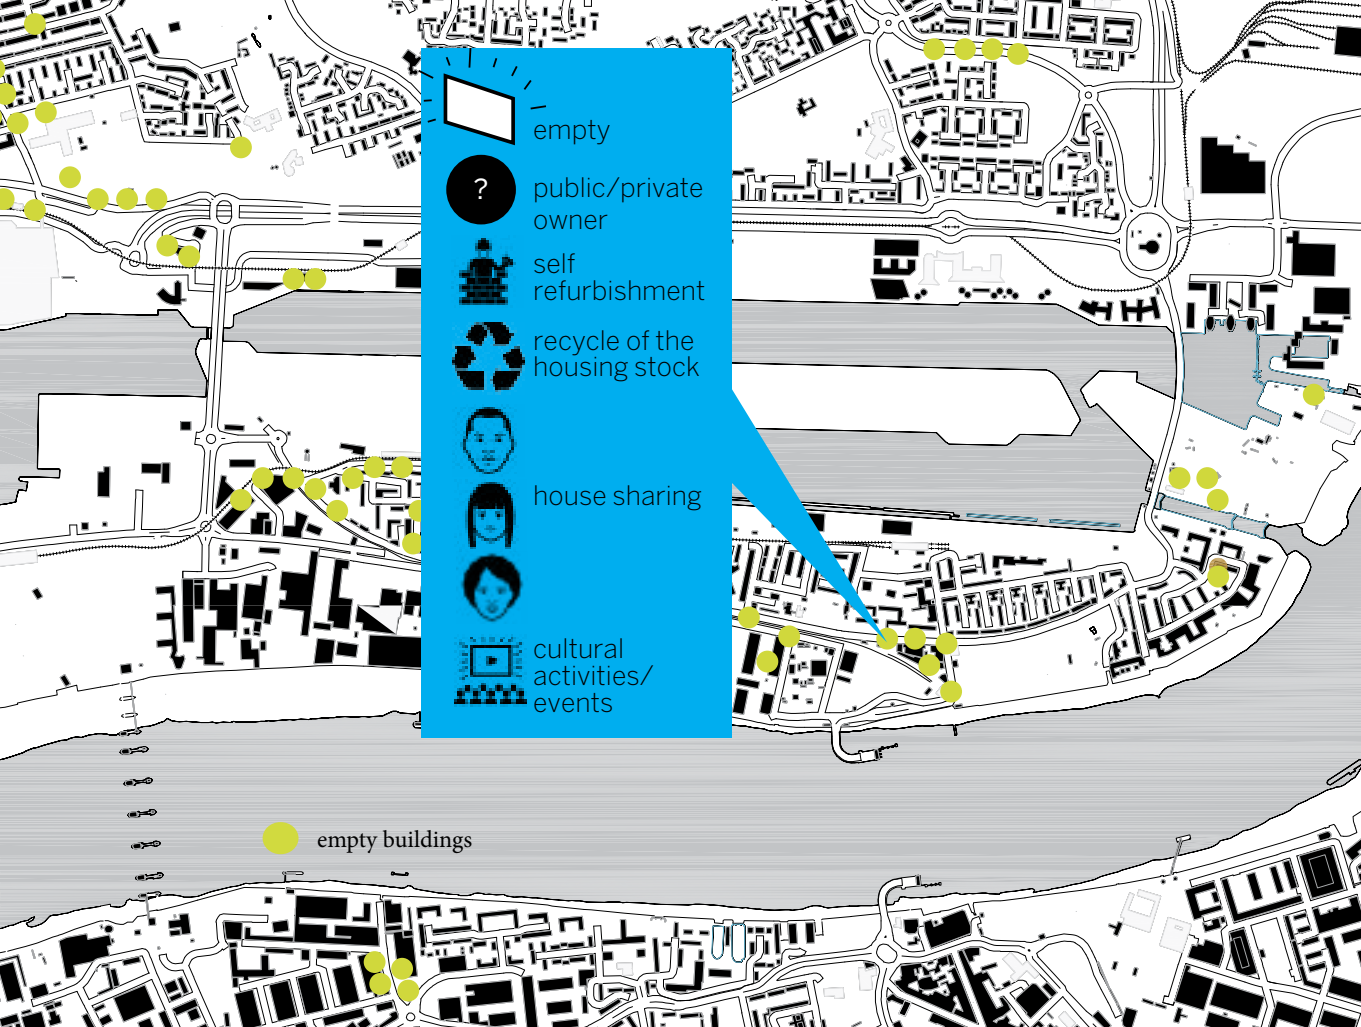 empty
?
public/private
owner
self
refurbishment
recycle of the
housing stock
house sharing
cultural
activities/
events
empty buildings